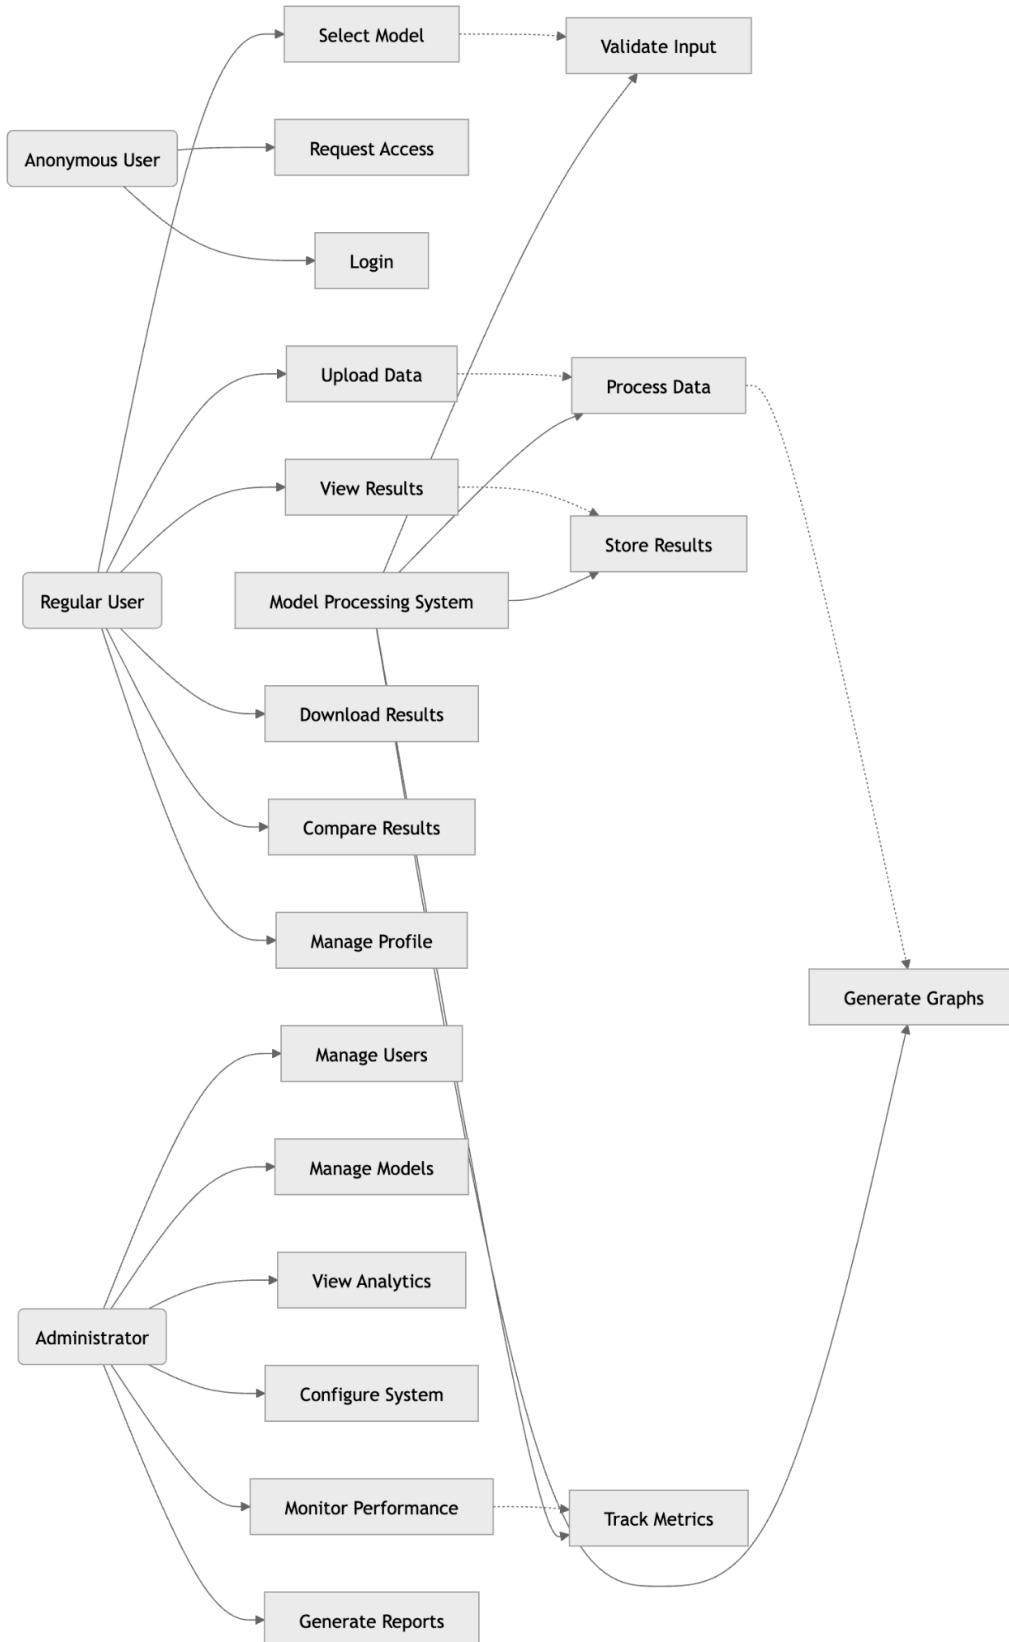 Select Model
Validate Input
Anonymous User
Request Access
Login
Upload Data
Process Data
View Results
Store Results
Regular User
Model Processing System
Download Results
Compare Results
Manage Profile
Generate Graphs
Manage Users
Manage Models
View Analytics
Administrator
Configure System
Monitor Performance
Track Metrics
Generate Reports